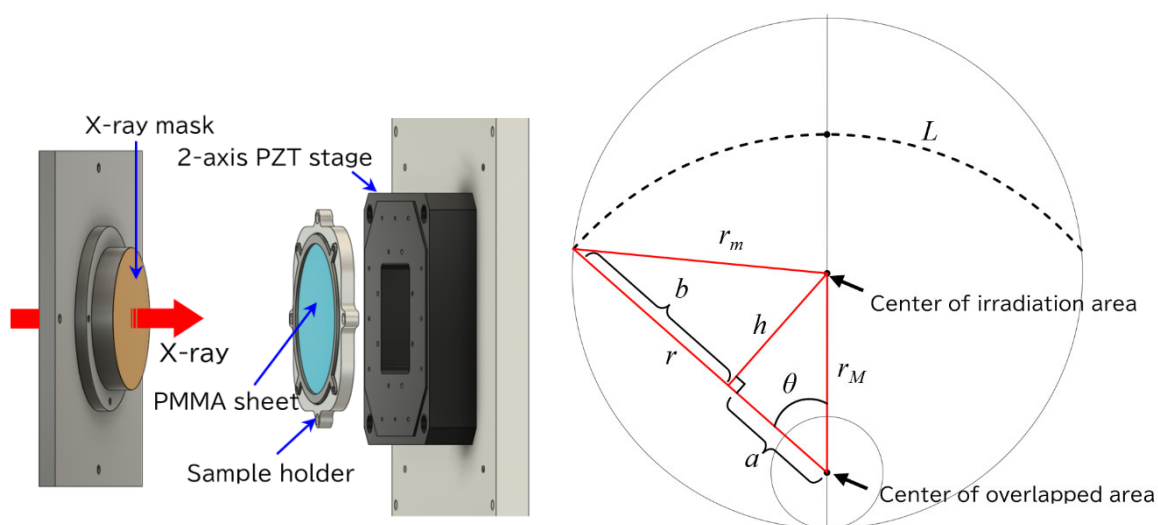 X-ray mask
2-axis PZT stage
X-ray
PMMA sheet
Sample holder
L
r_m
b
Center of irradiation area
h
r
r_M
θ
a
Center of overlapped area